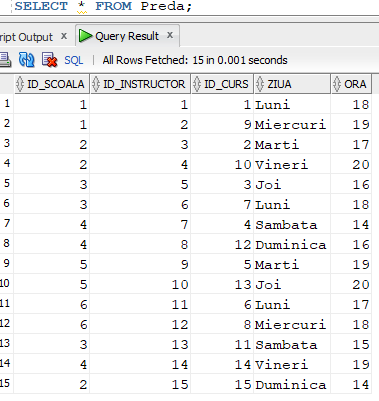 SELECT * FROM Preda;
ript Output x Query Result x
SQL | All Rows Fetched: 15 in 0.001 seconds
ID_SCOALA ID_INSTRUCTOR ID_CURS ZIUA ORA
1 1 1 1 Luni 18
2 1 2 9 Miercuri 19
3 2 3 2 Marti 17
4 2 4 10 Vineri 20
5 3 5 3 Joi 16
6 3 6 7 Luni 18
7 4 7 4 Sambata 14
8 4 8 12 Duminica 16
9 5 9 5 Marti 19
10 5 10 13 Joi 20
11 6 11 6 Luni 17
12 6 12 8 Miercuri 18
13 3 13 11 Sambata 15
14 4 14 14 Vineri 19
15 2 15 15 Duminica 14